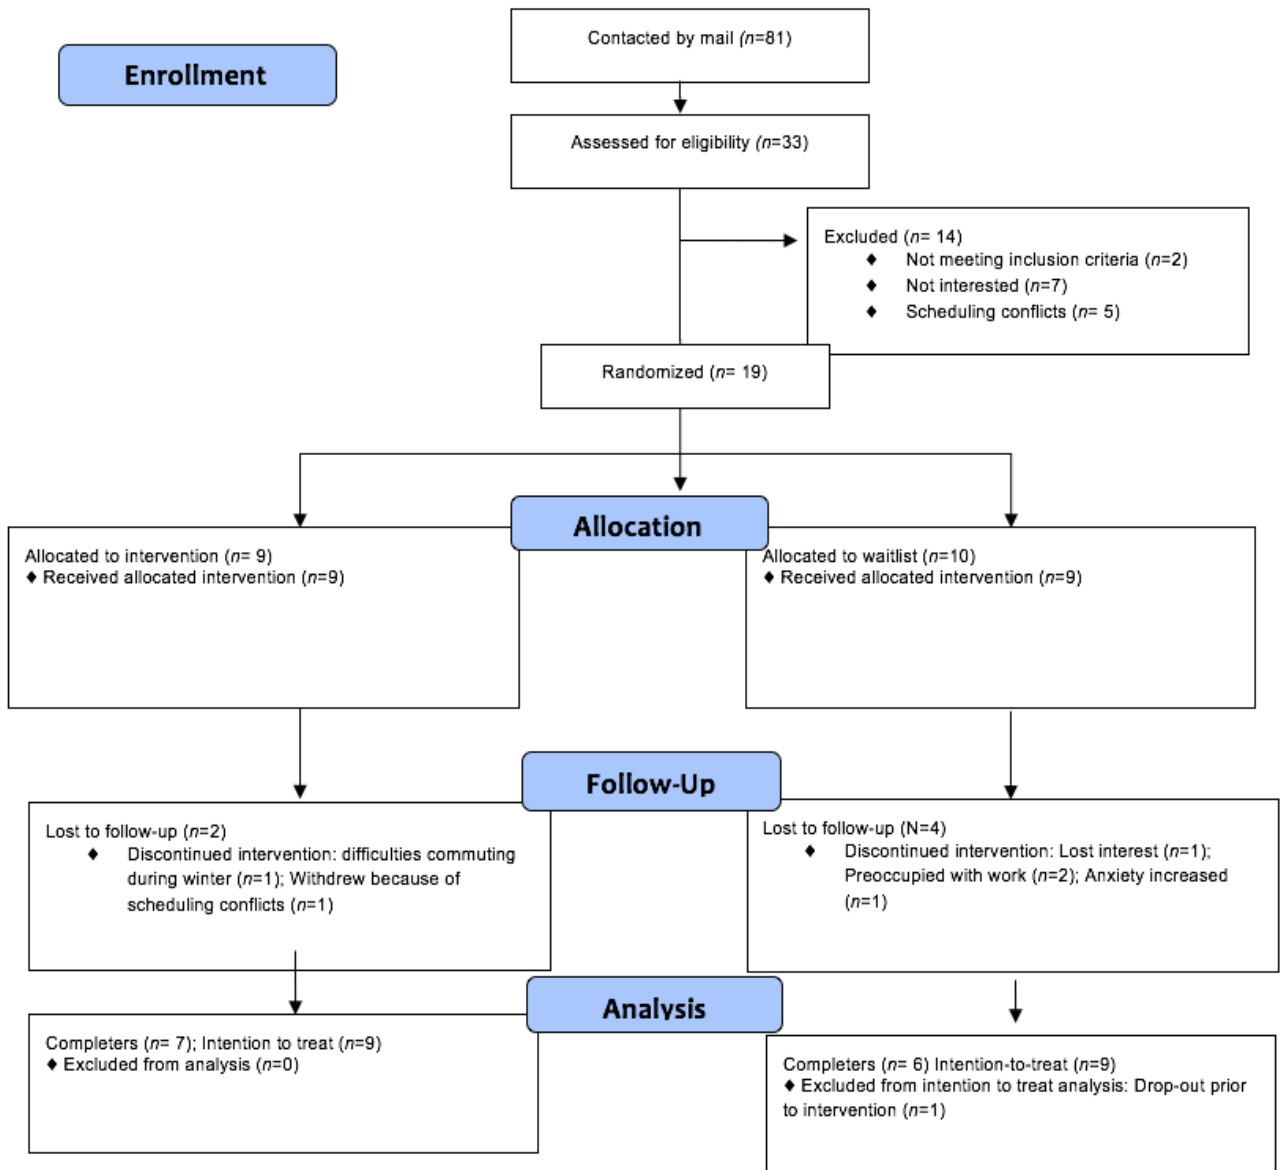 Contacted by mail (n=81)
Enrollment
Assessed for eligibility (n=33)
Excluded (n= 14)
♦ Not meeting inclusion criteria (n=2)
♦ Not interested (n=7)
♦ Scheduling conflicts (n= 5)
Randomized (n= 19)
Allocation
Allocated to intervention (n= 9)
♦ Received allocated intervention (n=9)
Allocated to waitlist (n=10)
♦ Received allocated intervention (n=9)
Follow-Up
Lost to follow-up (n=2)
♦ Discontinued intervention: difficulties commuting
during winter (n=1); Withdrew because of
scheduling conflicts (n=1)
Lost to follow-up (N=4)
♦ Discontinued intervention: Lost interest (n=1);
Preoccupied with work (n=2); Anxiety increased
(n=1)
Analysis
Completers (n= 7); Intention to treat (n=9)
♦ Excluded from analysis (n=0)
Completers (n= 6) Intention-to-treat (n=9)
♦ Excluded from intention to treat analysis: Drop-out prior
to intervention (n=1)